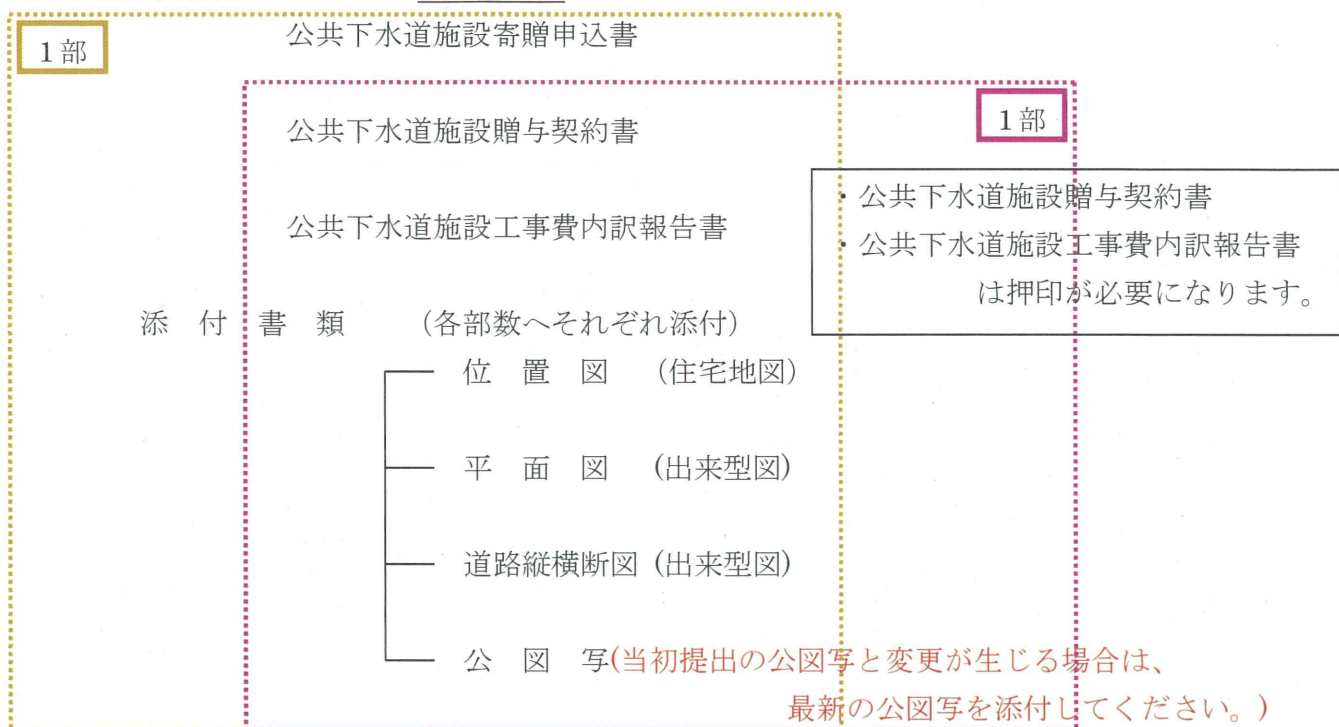 1部
公共下水道施設寄贈申込書
1部
公共下水道施設贈与契約書
公共下水道施設工事費内訳報告書
・公共下水道施設贈与契約書
・公共下水道施設工事費内訳報告書
は押印が必要になります。
添付書類 (各部数へそれぞれ添付)
位置図 (住宅地図)
平面図 (出来型図)
道路縦横断図 (出来型図)
公図写(当初提出の公図写と変更が生じる場合は、
最新の公図写を添付してください。)